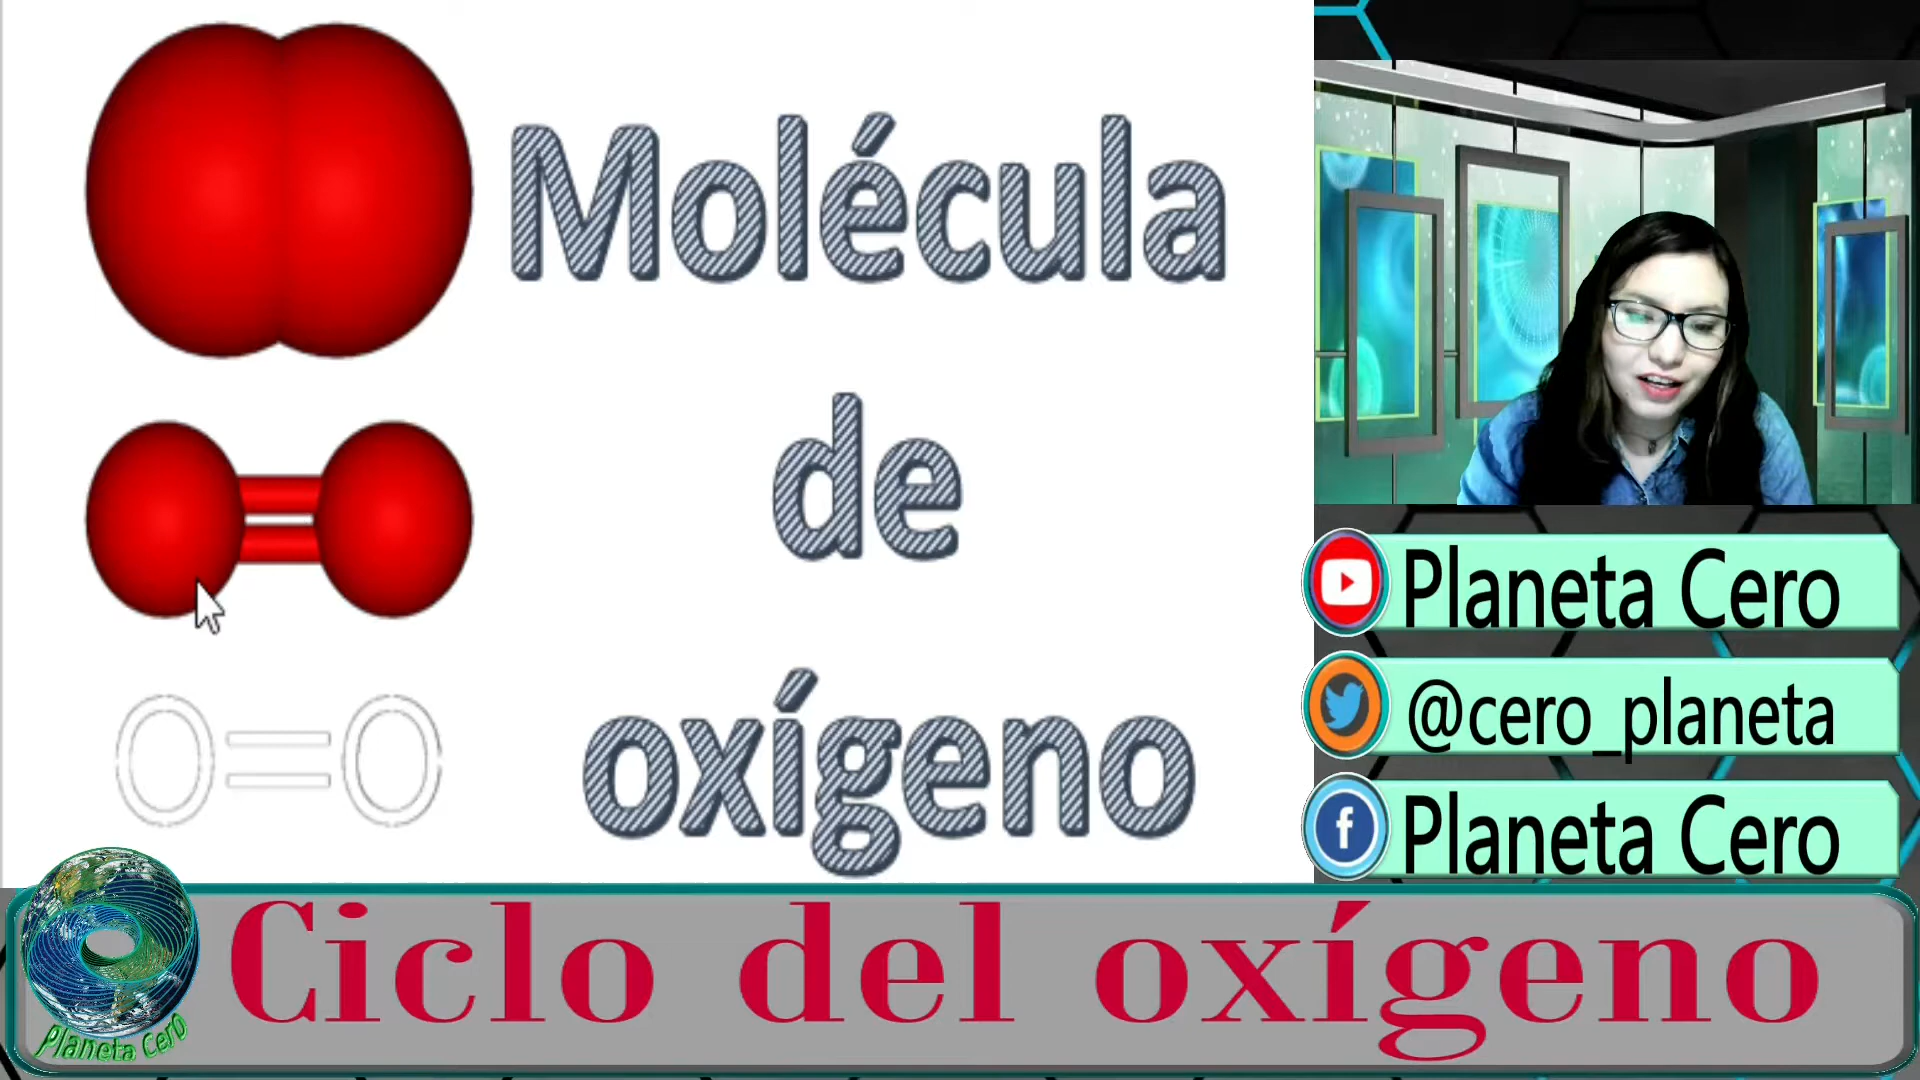 Molécula
de
oxígeno
O=O
Planeta Cero
@cero_planeta
Planeta Cero
Ciclo del oxígeno
Planeta Cero